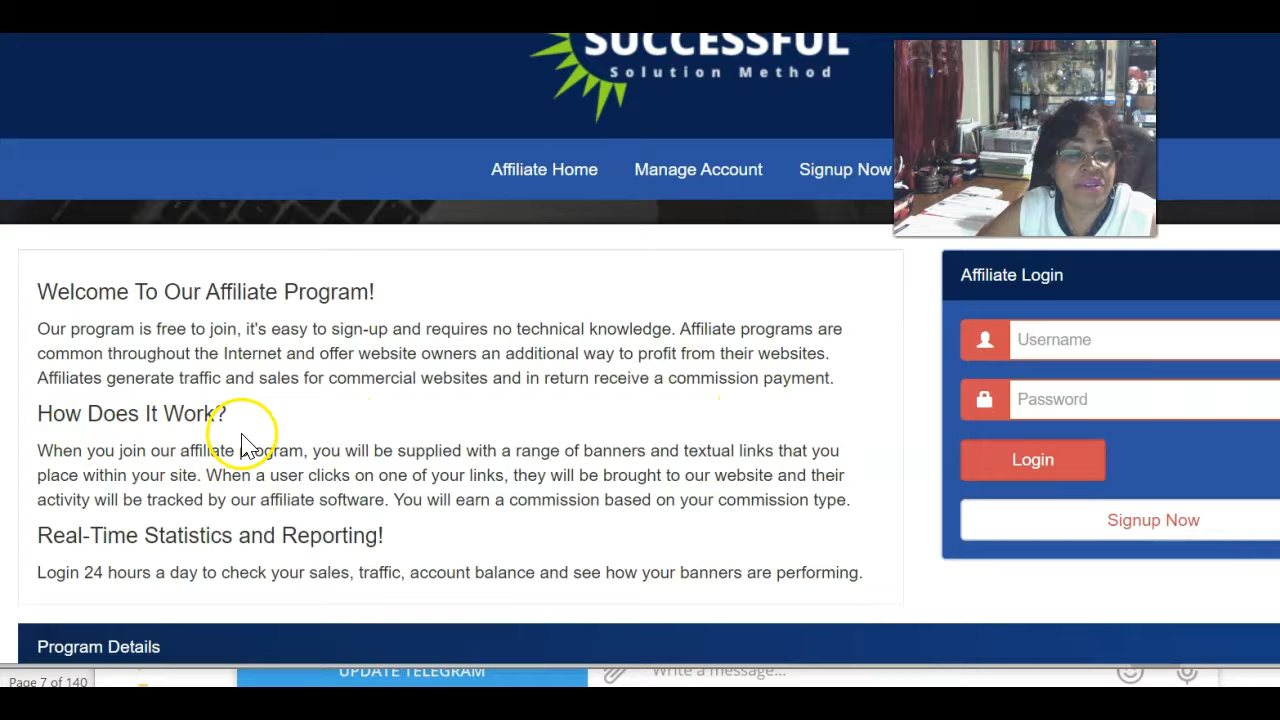 SUCCESSFUL
Solution Method
Affiliate Home Manage Account Signup Now
Welcome To Our Affiliate Program!
Our program is free to join, it's easy to sign-up and requires no technical knowledge. Affiliate programs are
common throughout the Internet and offer website owners an additional way to profit from their websites.
Affiliates generate traffic and sales for commercial websites and in return receive a commission payment.
How Does It Work?
When you join our affiliate program, you will be supplied with a range of banners and textual links that you
place within your site. When a user clicks on one of your links, they will be brought to our website and their
activity will be tracked by our affiliate software. You will earn a commission based on your commission type.
Real-Time Statistics and Reporting!
Login 24 hours a day to check your sales, traffic, account balance and see how your banners are performing.
Affiliate Login
Username
Password
Login
Signup Now
Program Details
UPDATE TELEGRAM
Write a message...
Page 7 of 140